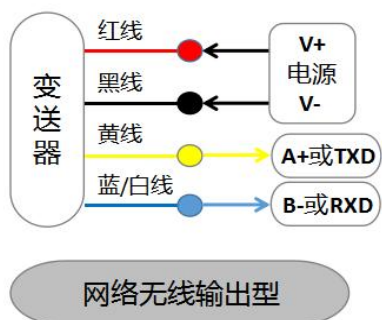 变送器
红线
V+
电源
V-
黑线
黄线
A+或TXD
蓝/白线
B-或RXD
网络无线输出型